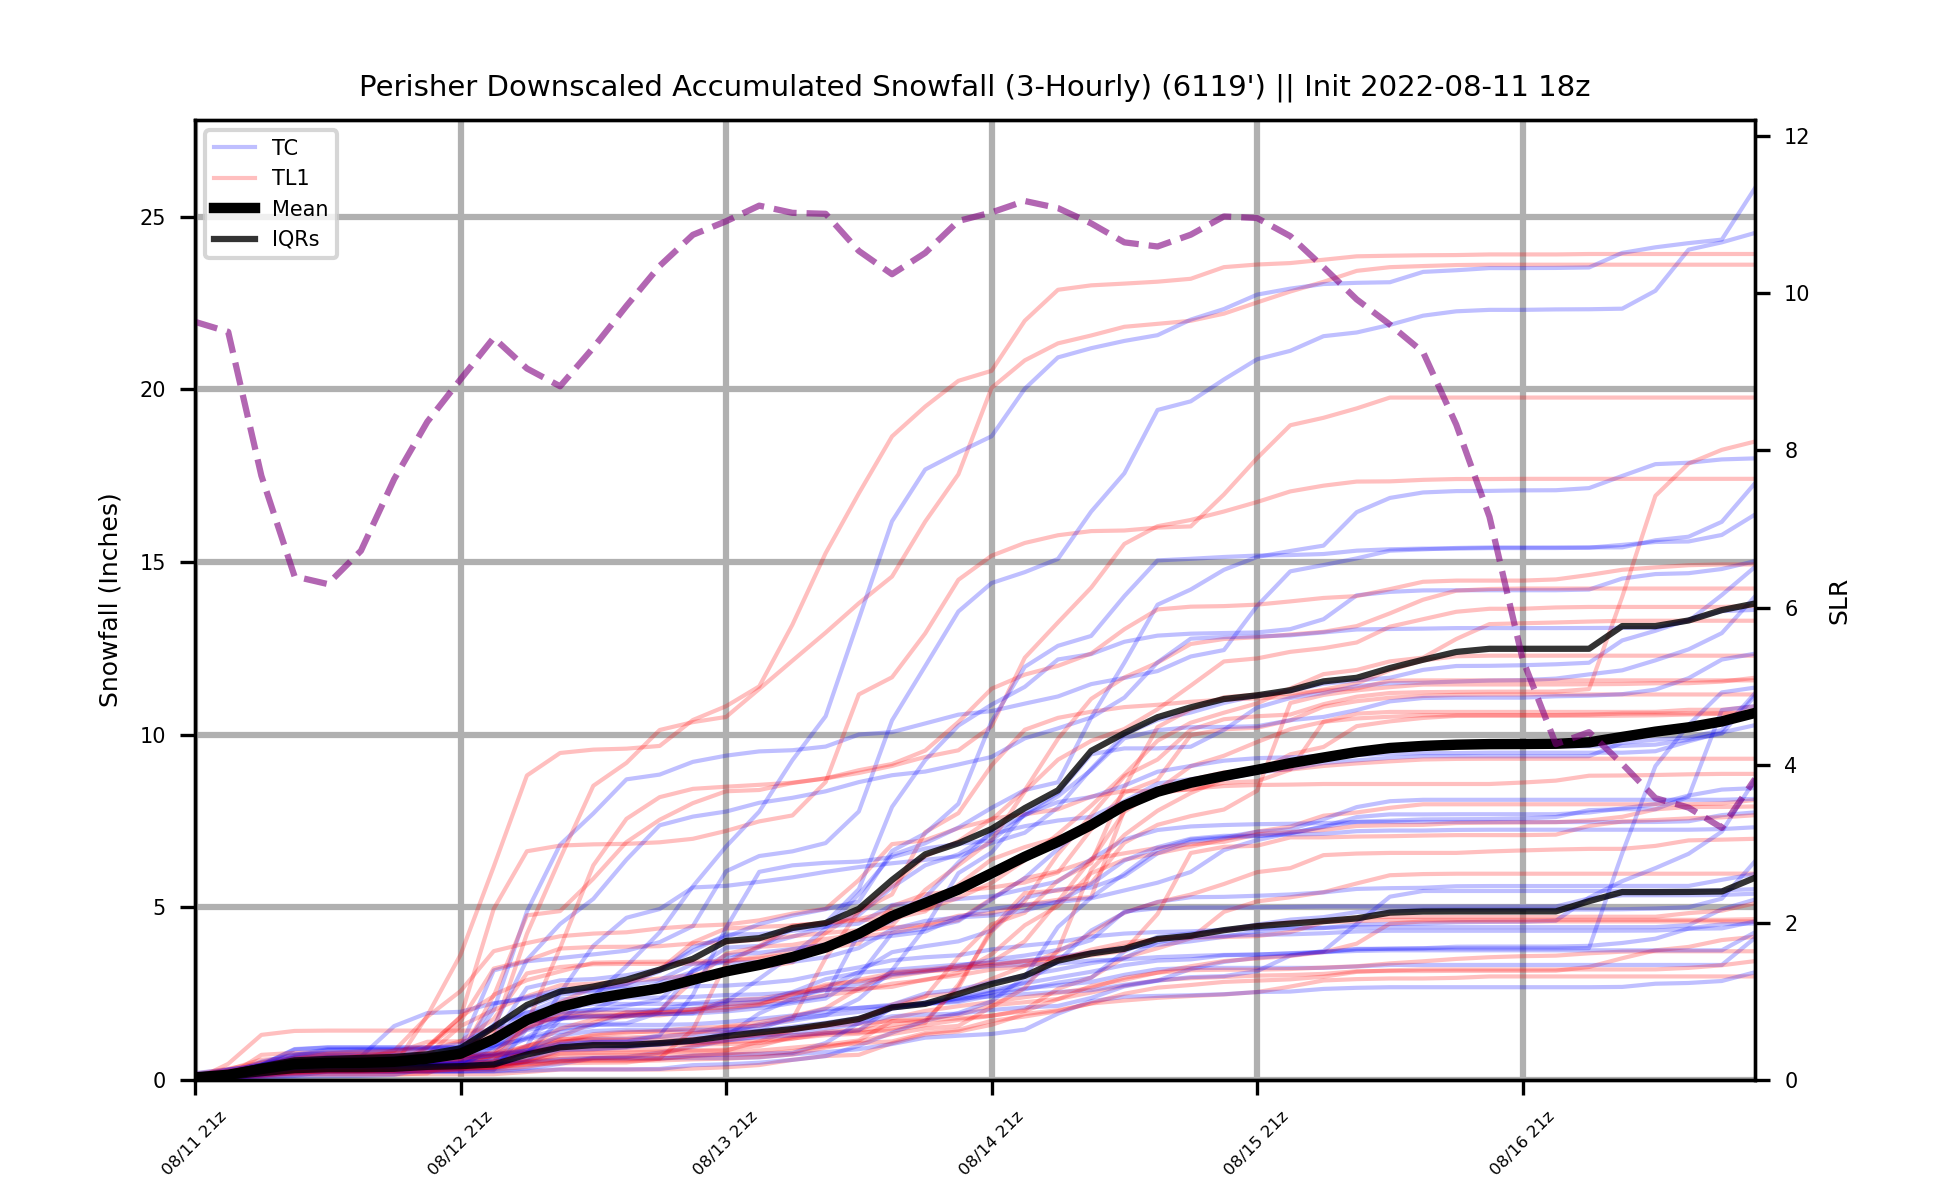 Perisher Downscaled Accumulated Snowfall (3-Hourly) (6119') || Init 2022-08-11 18z
TC
TL1
Mean
IQRs
Snowfall (Inches)
25
20
15
10
5
0
12
10
8
6
4
2
0
SLR
08/11 21z
08/12 21z
08/13 21z
08/14 21z
08/15 21z
08/16 21z